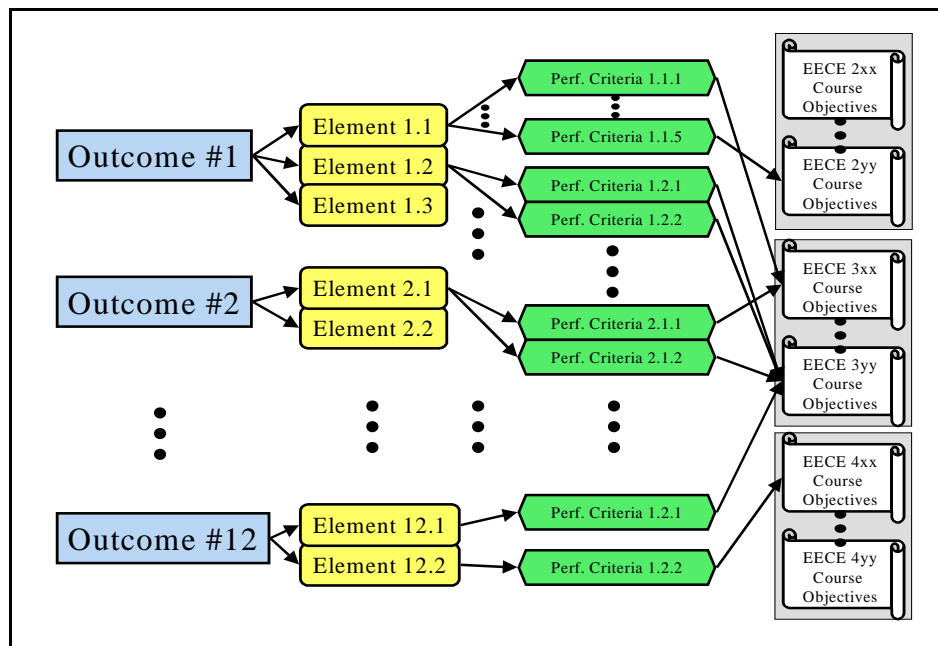 Outcome #1
Outcome #2
Outcome #12
Element 1.1
Element 1.2
Element 1.3
Element 2.1
Element 2.2
Element 12.1
Element 12.2
Perf. Criteria 1.1.1
Perf. Criteria 1.1.5
Perf. Criteria 1.2.1
Perf. Criteria 1.2.2
Perf. Criteria 2.1.1
Perf. Criteria 2.1.2
Perf. Criteria 1.2.1
Perf. Criteria 1.2.2
EECE 2xx
Course
Objectives
EECE 2yy
Course
Objectives
EECE 3xx
Course
Objectives
EECE 3yy
Course
Objectives
EECE 4xx
Course
Objectives
EECE 4yy
Course
Objectives